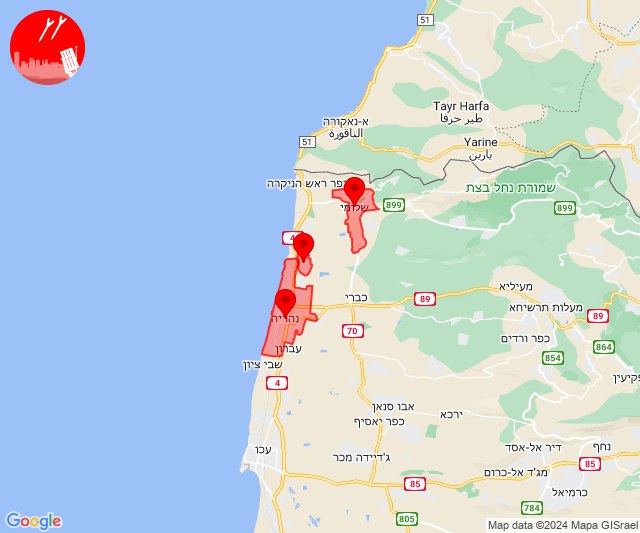 51
Tayr Harfa
طير حرفا
א-נאקורה
الناقورة
51
Yarine
يارين
כפר ראש הניקרה
שמורת נחל בצת
899
899
שלומי
4
מעיליא
כברי
89
מעלות תרשיחא
89
נהריה
70
כפר ורדים
864
עברון
854
שבי ציון
פקיעין
4
אבו סנאן
ירכא
כפר יאסיף
נחף
דיר אל-אסד
עכו
ג'דיידה מכר
85
מג'ד אל-כרום
85
כרמיאל
784
805
Google
Map data ©2024 Mapa GISrael